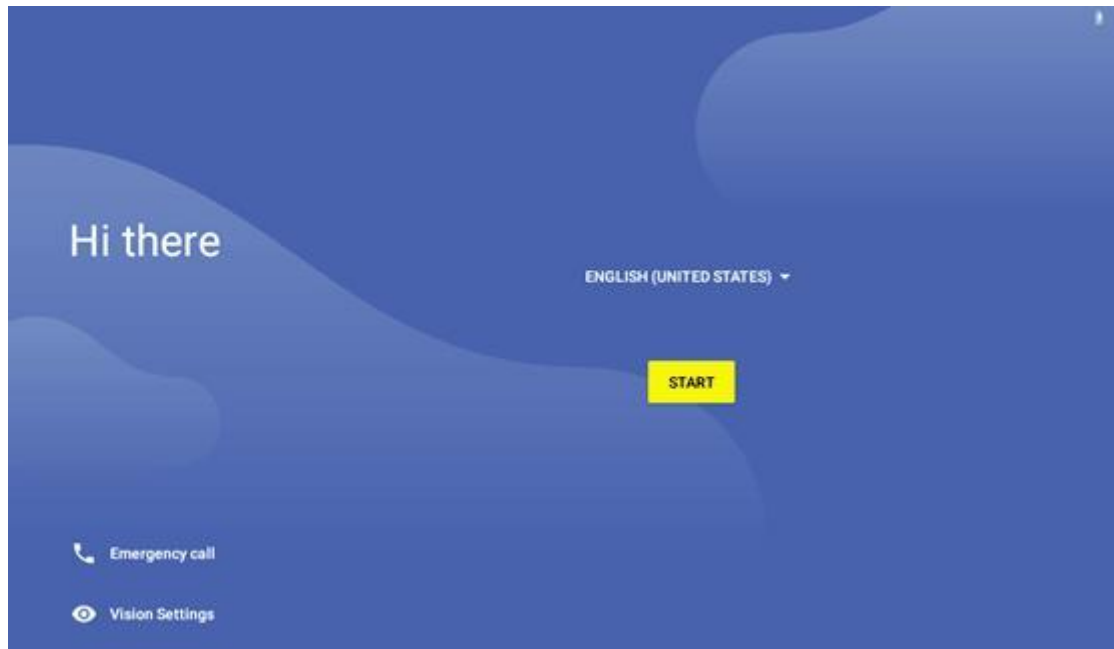 Hi there
ENGLISH (UNITED STATES)
START
Emergency call
Vision Settings